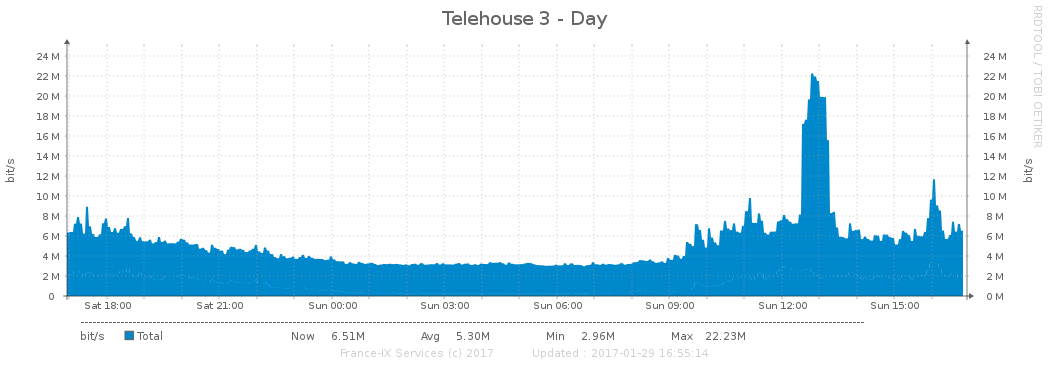 Telehouse 3 - Day
RRDTOOL / TOBI OETIKER
24 M 24 M
22 M 22 M
20 M 20 M
18 M 18 M
16 M 16 M
14 M 14 M
12 M 12 M
10 M 10 M
8 M 8 M
6 M 6 M
4 M 4 M
2 M 2 M
0 0 M
bit/s bit/s
Sat 18:00 Sat 21:00 Sun 00:00 Sun 03:00 Sun 06:00 Sun 09:00 Sun 12:00 Sun 15:00
bit/s Total Now 6.51M Avg 5.30M Min 2.96M Max 22.23M
France-IX Services (c) 2017 Updated : 2017-01-29 16:55:14